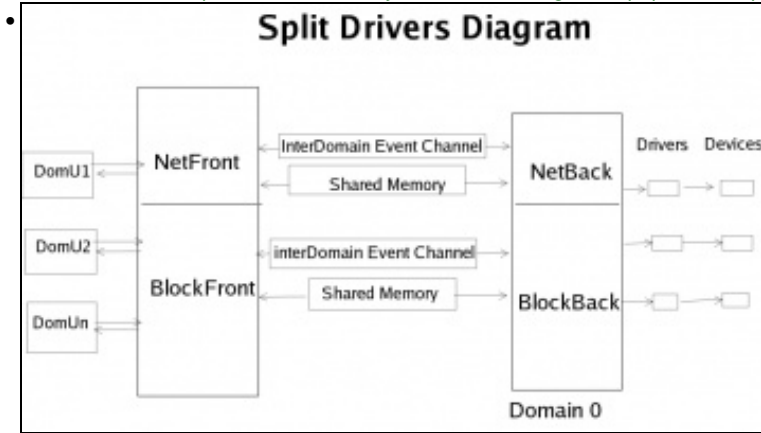 Split Drivers Diagram
InterDomain Event Channel
Drivers Devices
NetFront
NetBack
DomU1
Shared Memory
DomU2
interDomain Event Channel
BlockFront
Shared Memory
BlockBack
DomUn
Domain 0